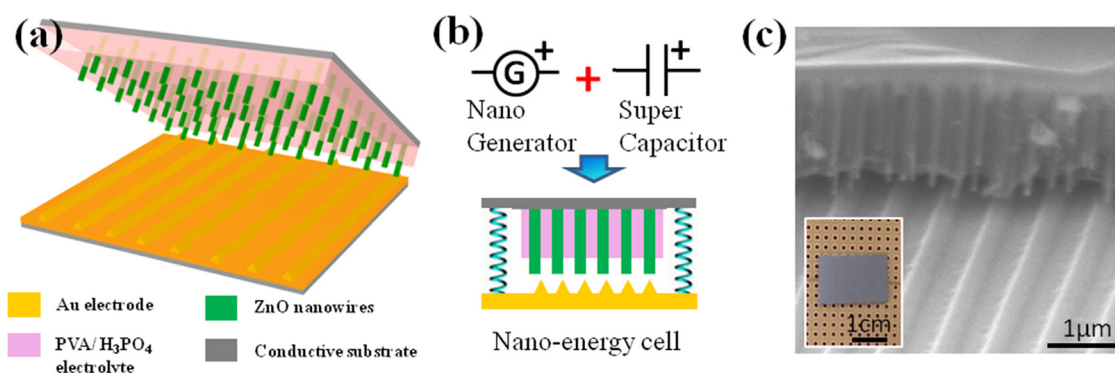 (a)
Au electrode
ZnO nanowires
PVA/ H₃PO₄
electrolyte
Conductive substrate
(b)
G
+
+
+
Nano
Generator
Super
Capacitor
Nano-energy cell
(c)
1cm
1μm